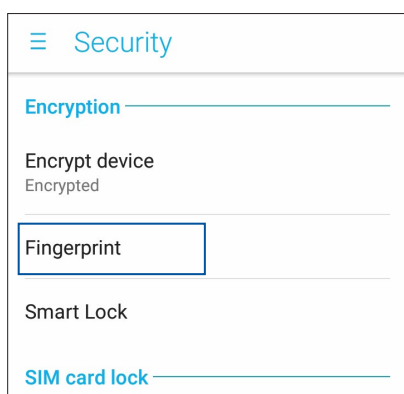 Security
Encryption
Encrypt device
Encrypted
Fingerprint
Smart Lock
SIM card lock